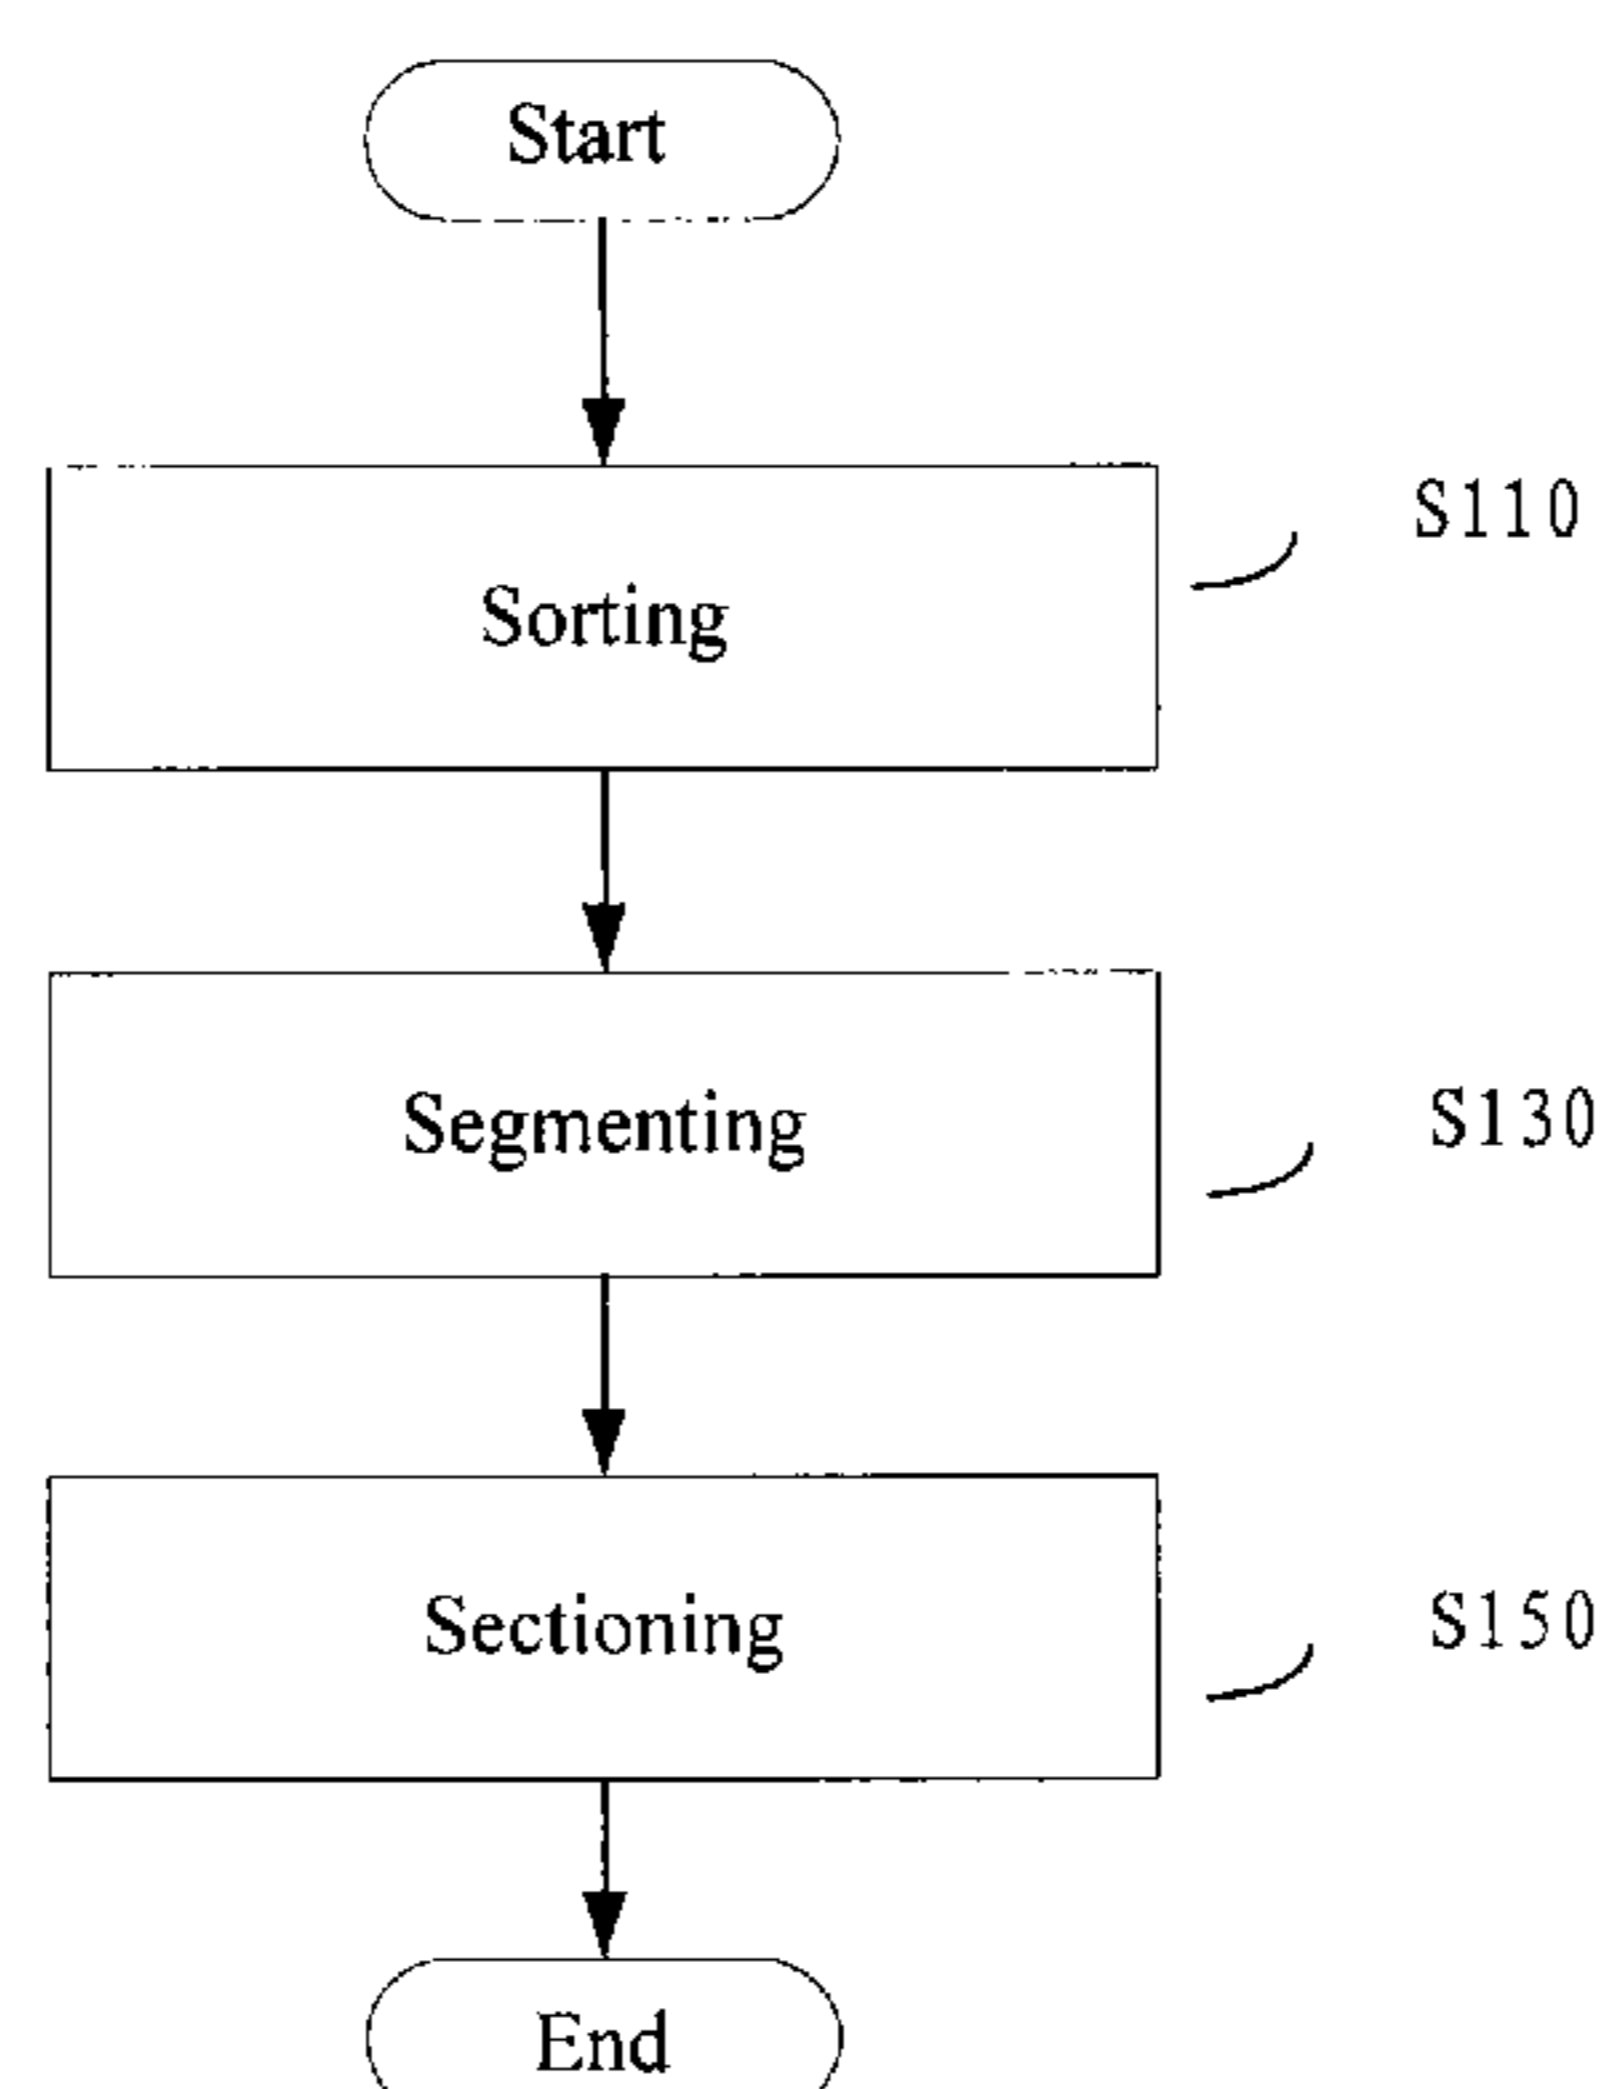 Start
S110
Sorting
S130
Segmenting
S150
Sectioning
End